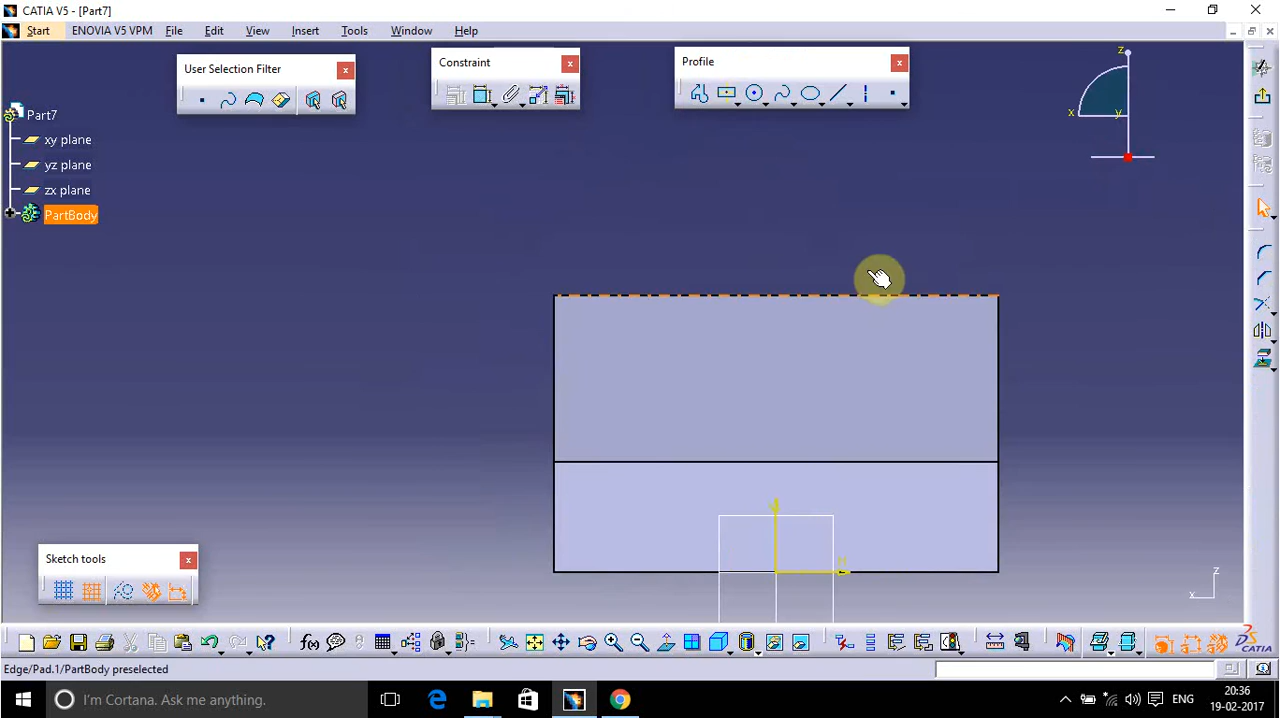 CATIA V5 - [Part7]
Start ENOVIA V5 VPM File Edit View Insert Tools Window Help
User Selection Filter
Constraint
Profile
z
x
y
Part7
xy plane
yz plane
zx plane
PartBody
Sketch tools
z
x
f(x)
CATIA
Edge/Pad.1/PartBody preselected
I'm Cortana. Ask me anything.
ENG
20:36
19-02-2017